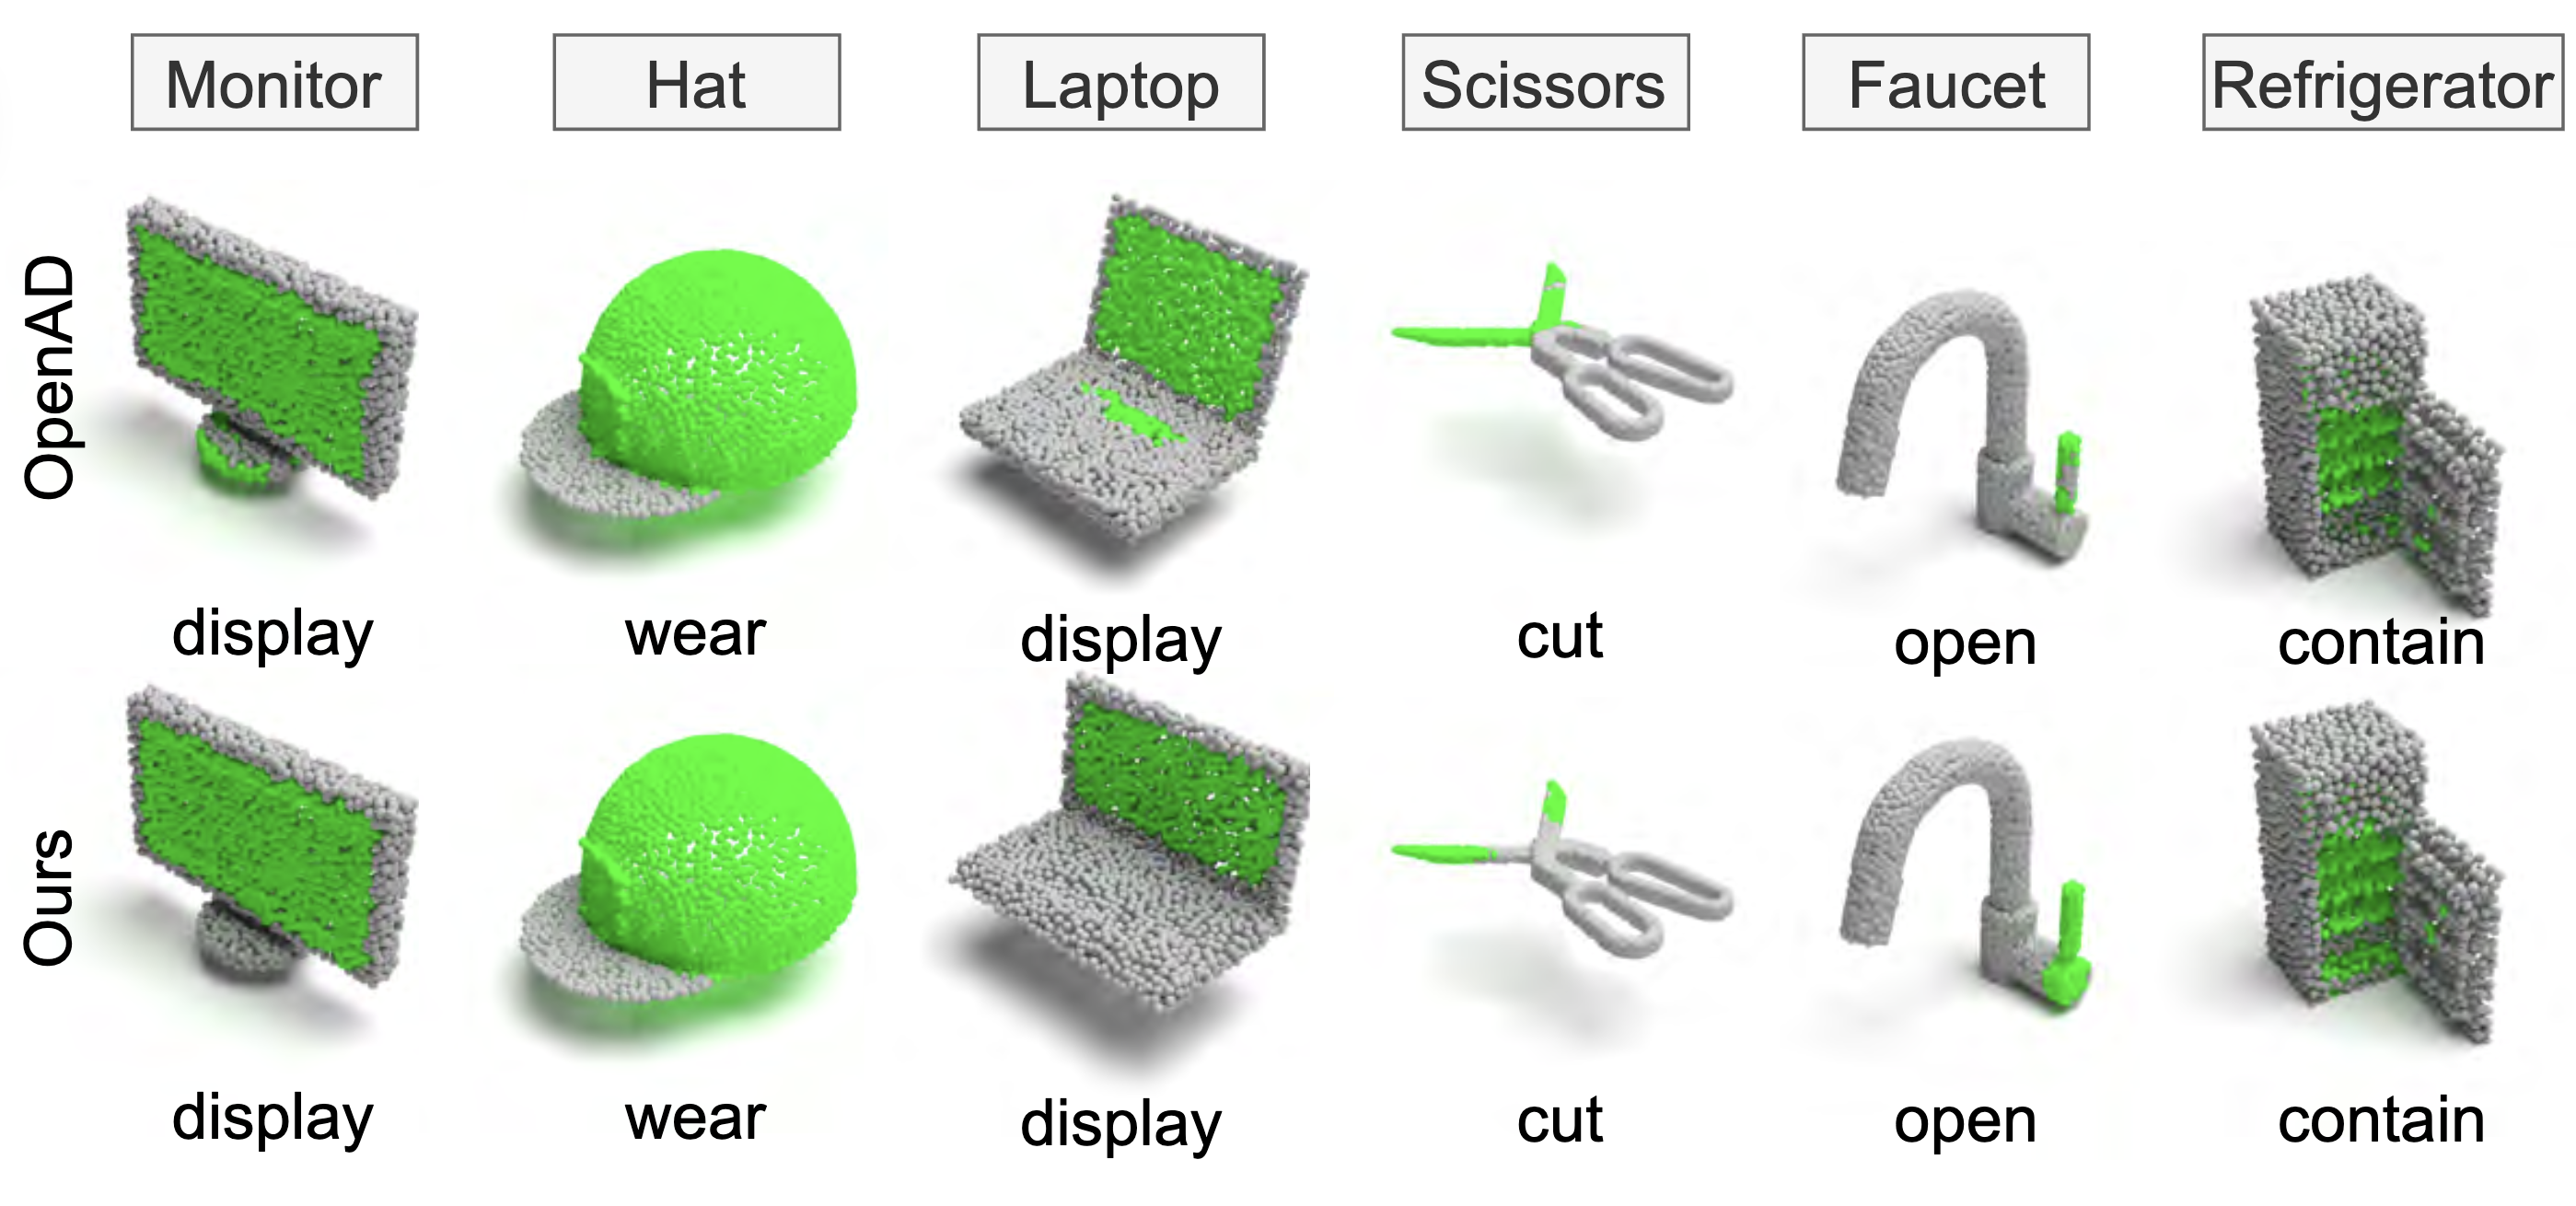 Monitor Hat Laptop Scissors Faucet Refrigerator
OpenAD
display wear display cut open contain
Ours
display wear display cut open contain